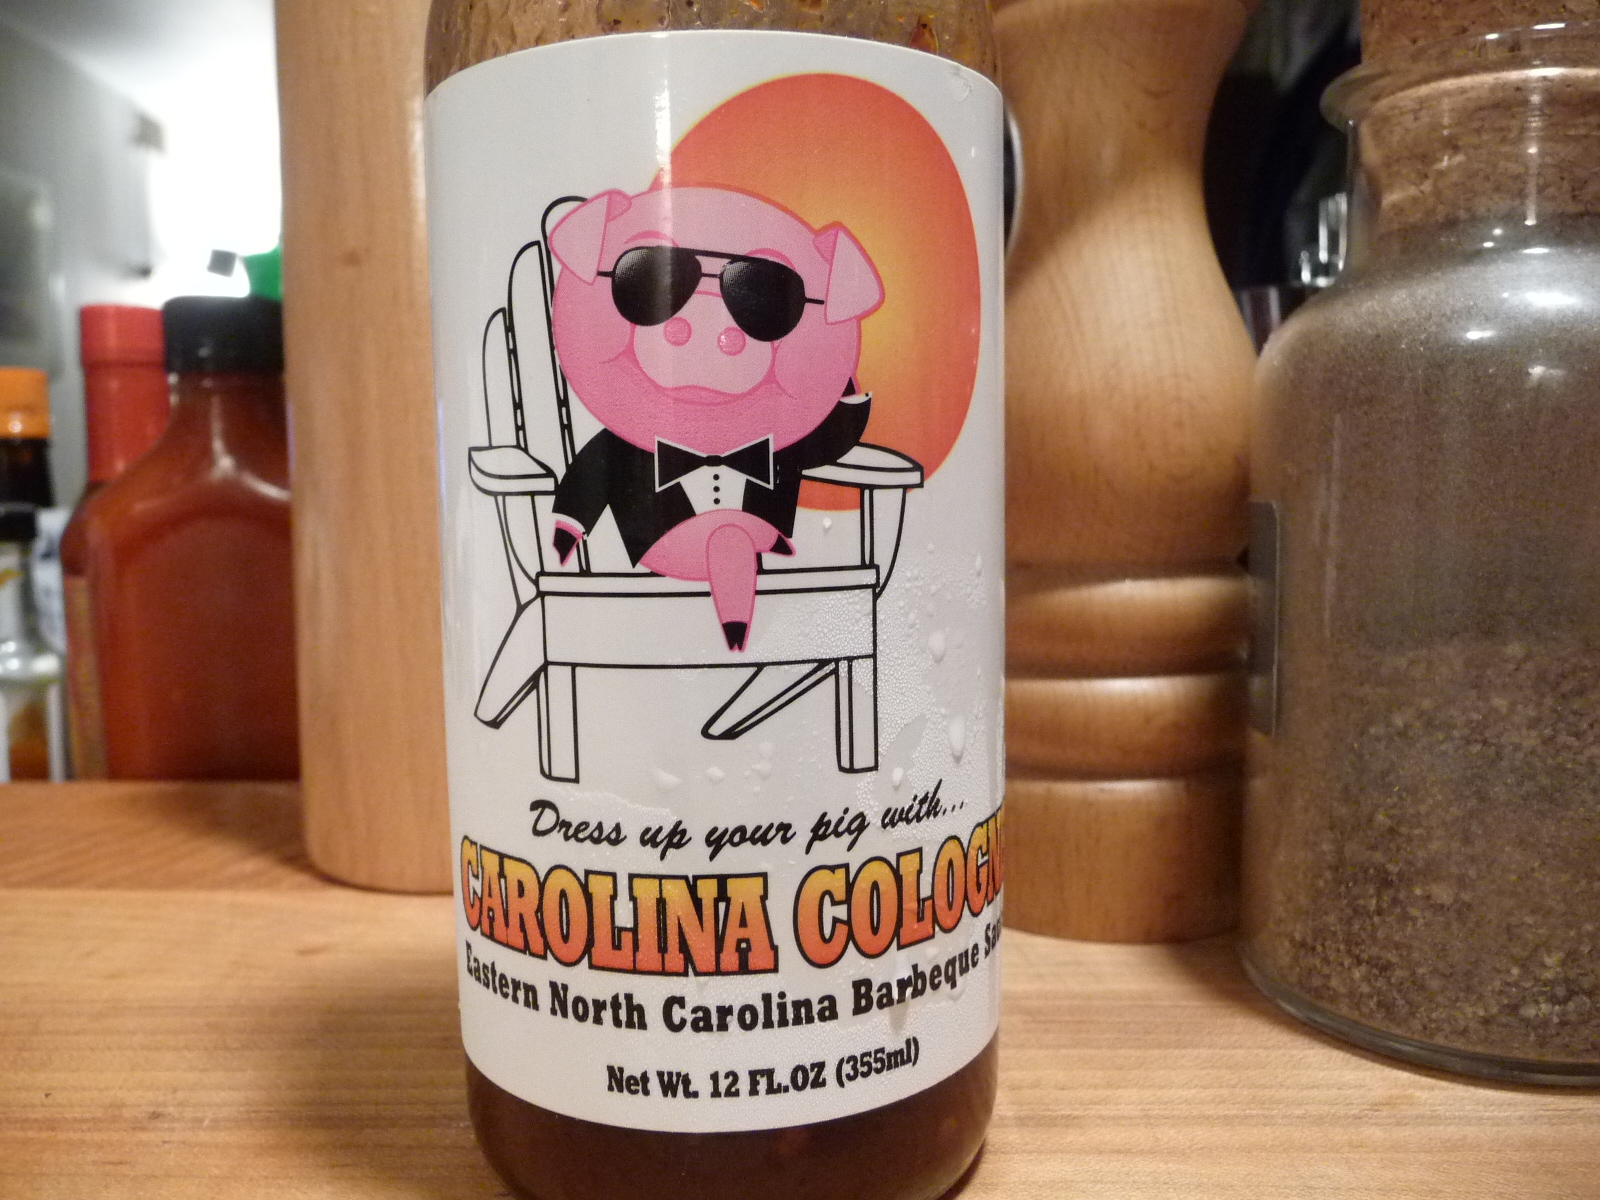 Dress up your pig with...
CAROLINA COLOGN
Eastern North Carolina Barbeque Sau
Net Wt. 12 FL.OZ (355ml)